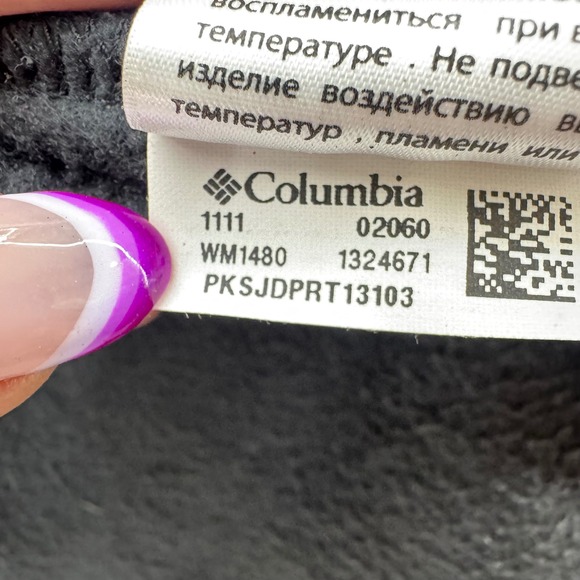 воспламениться при
температуре . Не подве
изделие воздействию в
температур , пламени или
Columbia
1111 02060
WM1480 1324671
PKSJDPRT13103